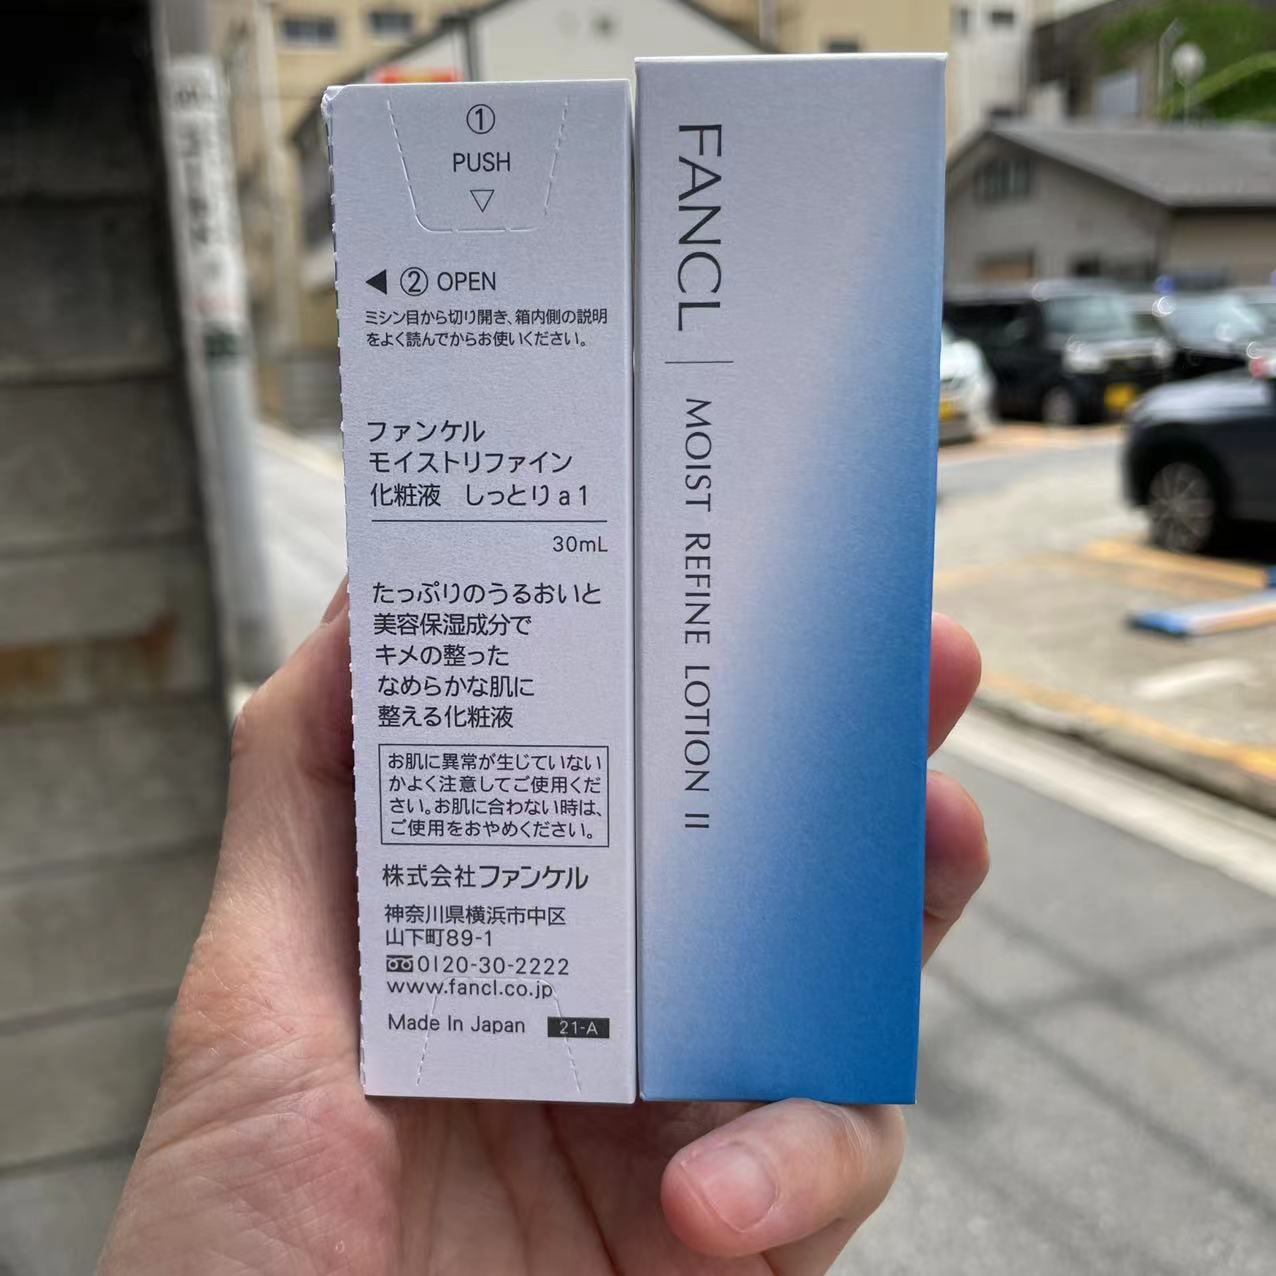 ①
PUSH
▽
◀ ② OPEN
ミシン目から切り開き、箱内側の説明
をよく読んでからお使いください。
ファンケル
モイストリファイン
化粧液 しっとり a 1
30mL
たっぷりのうるおいと
美容保湿成分で
キメの整った
なめらかな肌に
整える化粧液
お肌に異常が生じていない
かよく注意してご使用くだ
さい。お肌に合わない時は、
ご使用をおやめください。
株式会社ファンケル
神奈川県横浜市中区
山下町89-1
0120-30-2222
www.fancl.co.jp
Made In Japan 21-A
FANCL | MOIST REFINE LOTION II